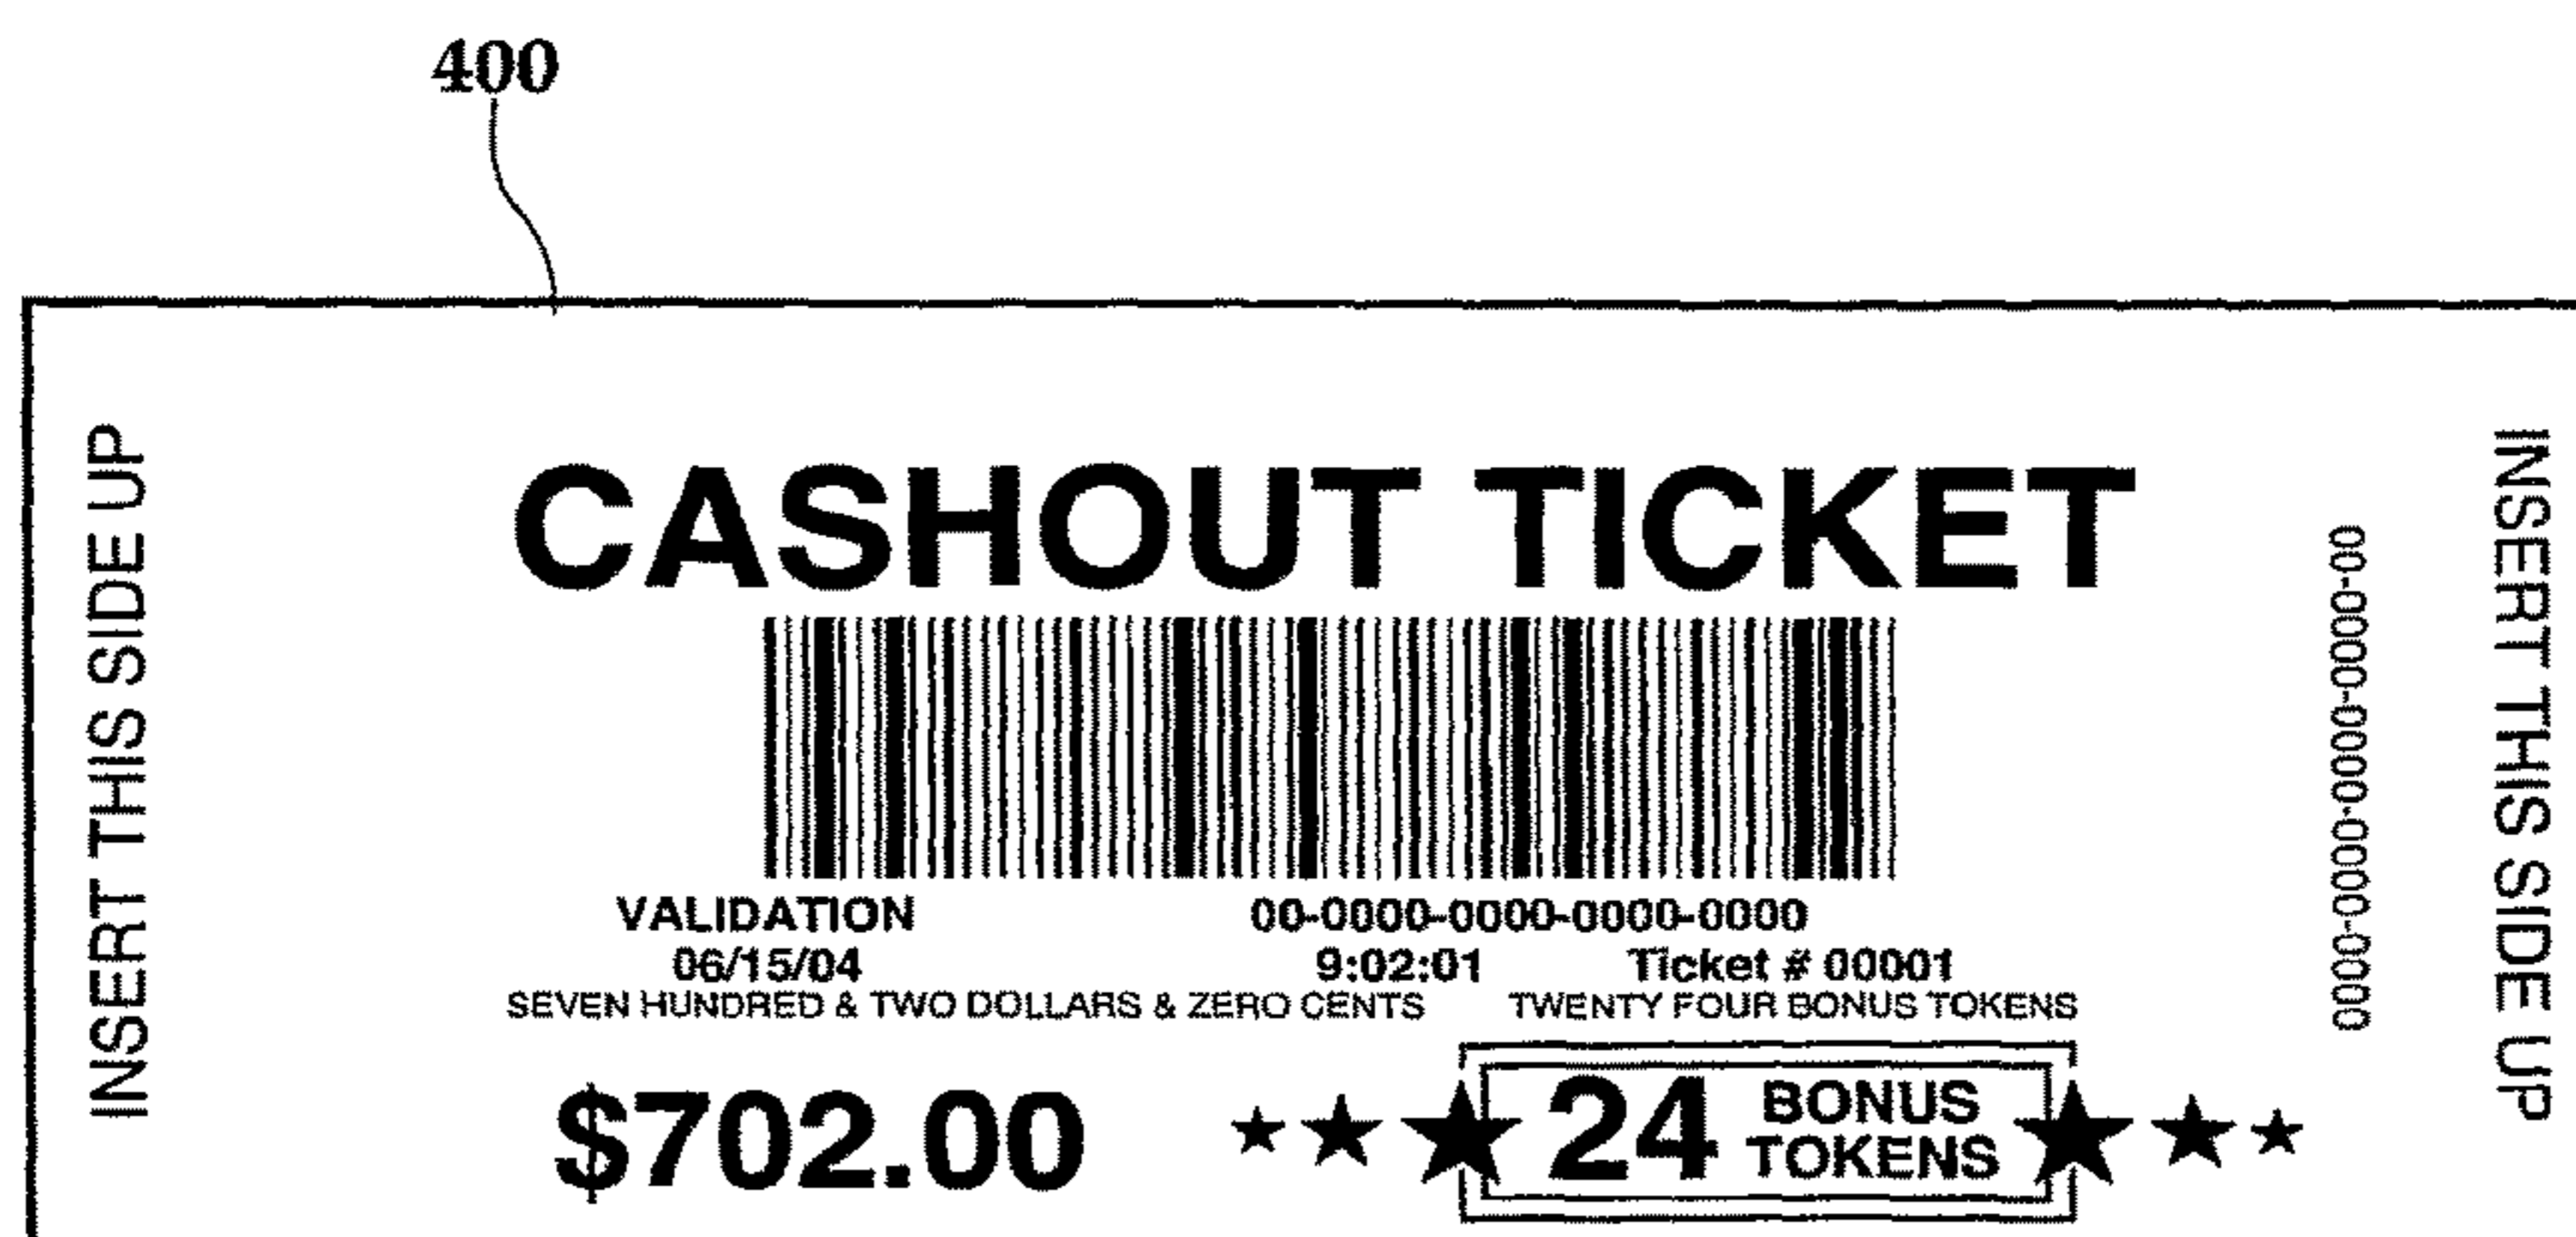 400
INSERT THIS SIDE UP
CASHOUT TICKET
VALIDATION 00-0000-0000-0000-0000
06/15/04 9:02:01 Ticket # 00001
SEVEN HUNDRED & TWO DOLLARS & ZERO CENTS TWENTY FOUR BONUS TOKENS
$702.00
24 BONUS
TOKENS
00-0000-0000-0000-0000-0000
INSERT THIS SIDE UP